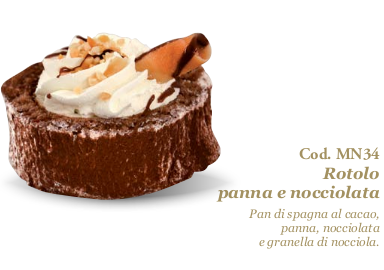 Cod. MN34
Rotolo
panna e nocciolata
Pan di spagna al cacao,
panna, nocciolata
e granella di nocciola.